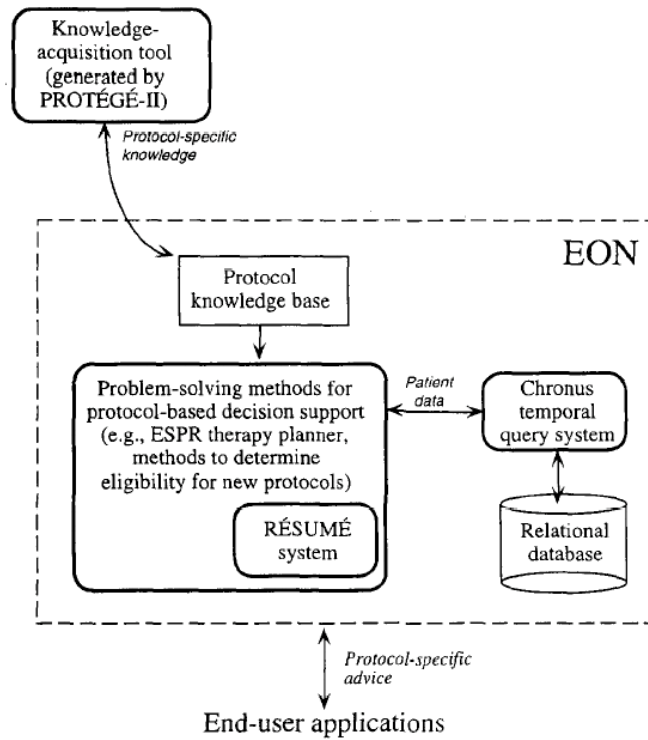 Knowledge-
acquisition tool
(generated by
PROTÉGÉ-II)
Protocol-specific
knowledge
EON
Protocol
knowledge base
Problem-solving methods for
protocol-based decision support
(e.g., ESPR therapy planner,
methods to determine
eligibility for new protocols)
RÉSUMÉ
system
Patient
data
Chronus
temporal
query system
Relational
database
Protocol-specific
advice
End-user applications